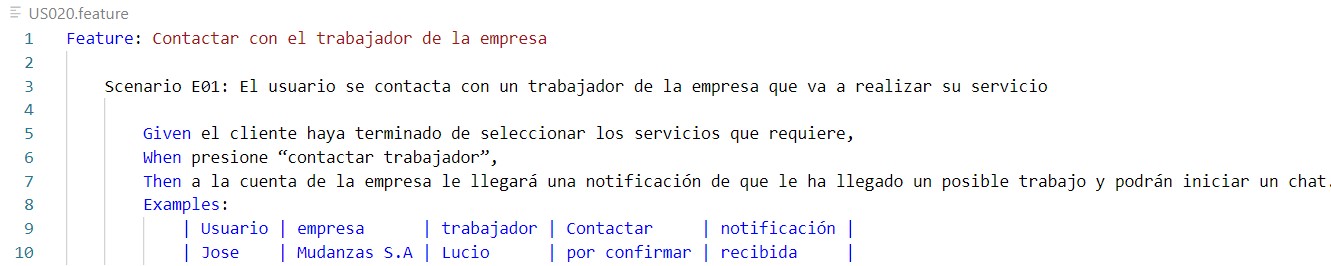 US020.feature
1 Feature: Contactar con el trabajador de la empresa
2
3 Scenario E01: El usuario se contacta con un trabajador de la empresa que va a realizar su servicio
4
5 Given el cliente haya terminado de seleccionar los servicios que requiere,
6 When presione “contactar trabajador”,
7 Then a la cuenta de la empresa le llegará una notificación de que le ha llegado un posible trabajo y podrán iniciar un chat.
8 Examples:
9 | Usuario | empresa | trabajador | Contactar | notificación |
10 | Jose | Mudanzas S.A | Lucio | por confirmar | recibida |